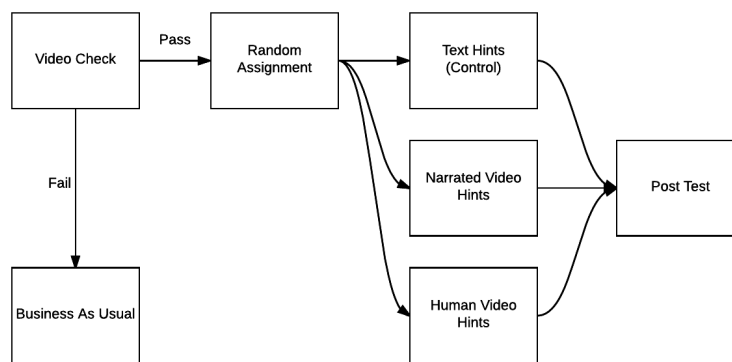 Video Check
Pass
Random
Assignment
Text Hints
(Control)
Narrated Video
Hints
Post Test
Fail
Business As Usual
Human Video
Hints